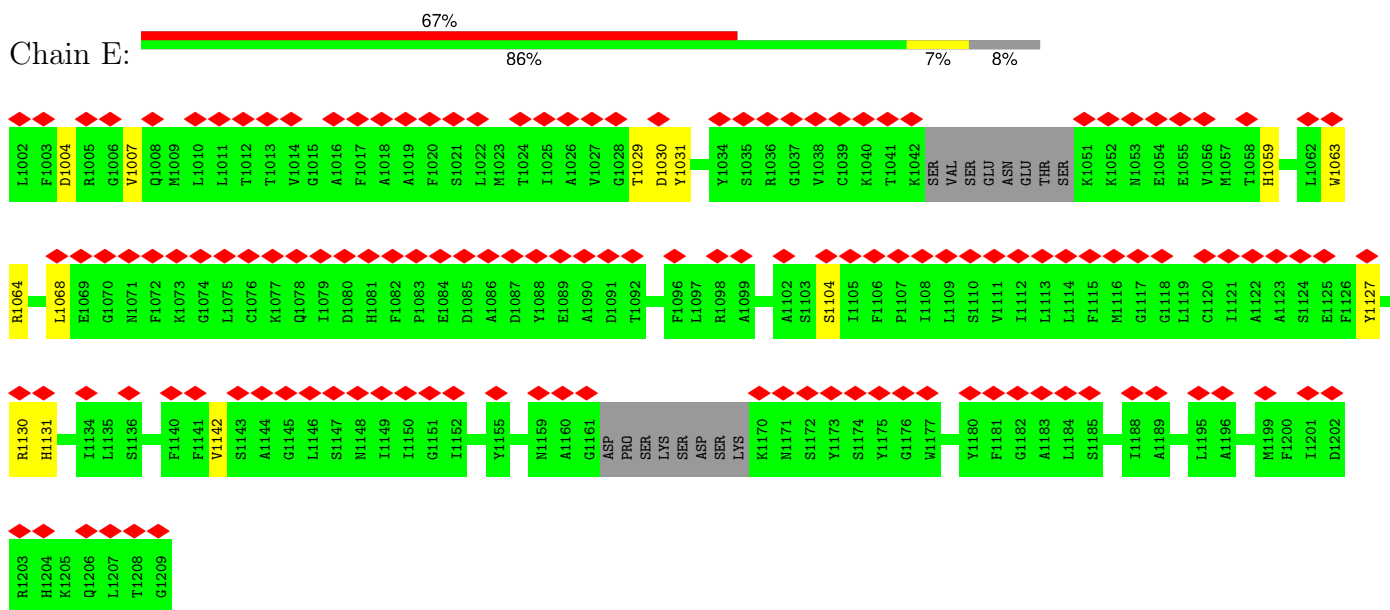 67%
Chain E:
86% 7% 8%
L1002 F1003 D1004 R1005 G1006 V1007 Q1008 M1009 L1010 L1011 T1012 T1013 V1014 G1015 A1016 F1017 A1018 A1019 F1020 S1021 L1022 M1023 T1024 I1025 A1026 V1027 G1028 T1029 D1030 Y1031 Y1034 S1035 R1036 G1037 V1038 C1039 K1040 T1041 K1042 SER VAL SER GLU ASN GLU THR SER K1051 K1052 N1053 E1054 E1055 V1056 M1057 T1058 H1059 L1062 W1063
R1064 L1068 E1069 G1070 N1071 F1072 K1073 G1074 L1075 C1076 K1077 Q1078 I1079 D1080 H1081 F1082 P1083 E1084 D1085 A1086 D1087 Y1088 E1089 A1090 D1091 T1092 F1096 L1097 R1098 A1099 A1102 S1103 S1104 I1105 F1106 P1107 I1108 L1109 S1110 V1111 I1112 L1113 L1114 F1115 M1116 G1117 G1118 L1119 C1120 I1121 A1122 A1123 S1124 E1125 F1126 Y1127
R1130 H1131 I1134 L1135 S1136 F1140 F1141 V1142 S1143 A1144 G1145 L1146 S1147 N1148 I1149 I1150 G1151 I1152 Y1155 N1159 A1160 G1161 ASP PRO SER LYS SER ASP SER LYS K1170 N1171 S1172 Y1173 S1174 Y1175 G1176 W1177 Y1180 F1181 G1182 A1183 L1184 S1185 I1188 A1189 L1195 A1196 M1199 F1200 I1201 D1202
R1203 H1204 K1205 Q1206 L1207 T1208 G1209